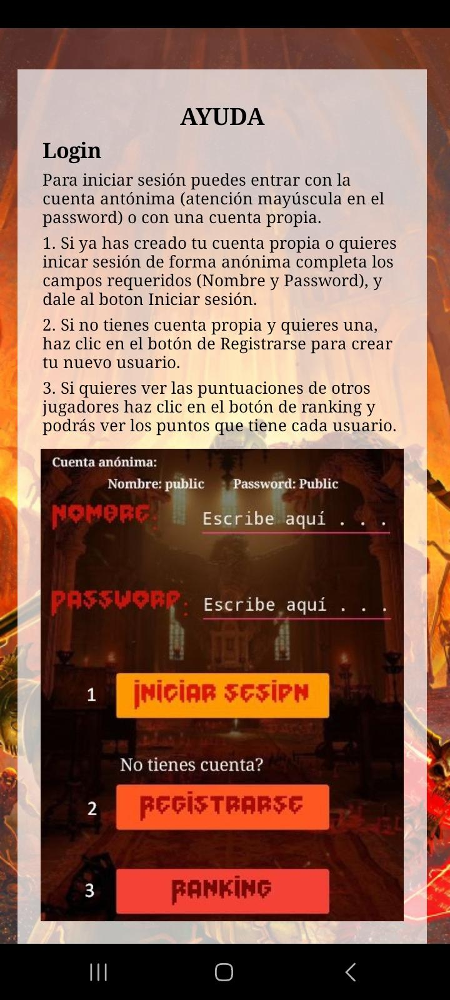 AYUDA
Login
Para iniciar sesión puedes entrar con la
cuenta antónima (atención mayúscula en el
password) o con una cuenta propia.
1. Si ya has creado tu cuenta propia o quieres
inicar sesión de forma anónima completa los
campos requeridos (Nombre y Password), y
dale al boton Iniciar sesión.
2. Si no tienes cuenta propia y quieres una,
haz clic en el botón de Registrarse para crear
tu nuevo usuario.
3. Si quieres ver las puntuaciones de otros
jugadores haz clic en el botón de ranking y
podrás ver los puntos que tiene cada usuario.
Cuenta anónima:
Nombre: public Password: Public
NOMBRE: Escribe aquí . . .
PASSWORD: Escribe aquí . . .
1 INICIAR SESIÓN
No tienes cuenta?
2 REGISTRARSE
3 RANKING